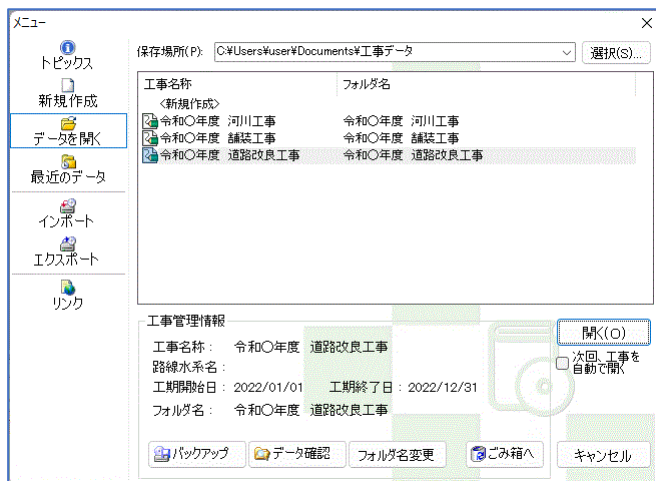 メニュー
トピックス
新規作成
データを開く
最近のデータ
インポート
エクスポート
リンク
保存場所(P): C:¥Users¥user¥Documents¥工事データ 選択(S)...
工事名称 フォルダ名
<新規作成>
令和〇年度 河川工事 令和〇年度 河川工事
令和〇年度 舗装工事 令和〇年度 舗装工事
令和〇年度 道路改良工事 令和〇年度 道路改良工事
工事管理情報
工事名称: 令和〇年度 道路改良工事
路線水系名:
工期開始日: 2022/01/01 工期終了日: 2022/12/31
フォルダ名: 令和〇年度 道路改良工事
バックアップ データ確認 フォルダ名変更 ごみ箱へ
開く(O)
次回、工事を
自動で開く
キャンセル